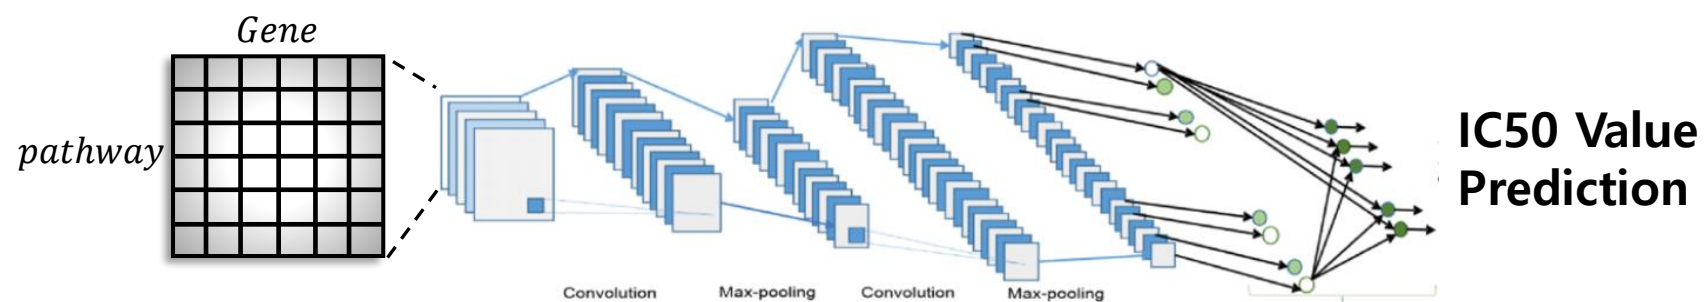 Gene
pathway
IC50 Value
Prediction
Convolution
Max-pooling
Convolution
Max-pooling